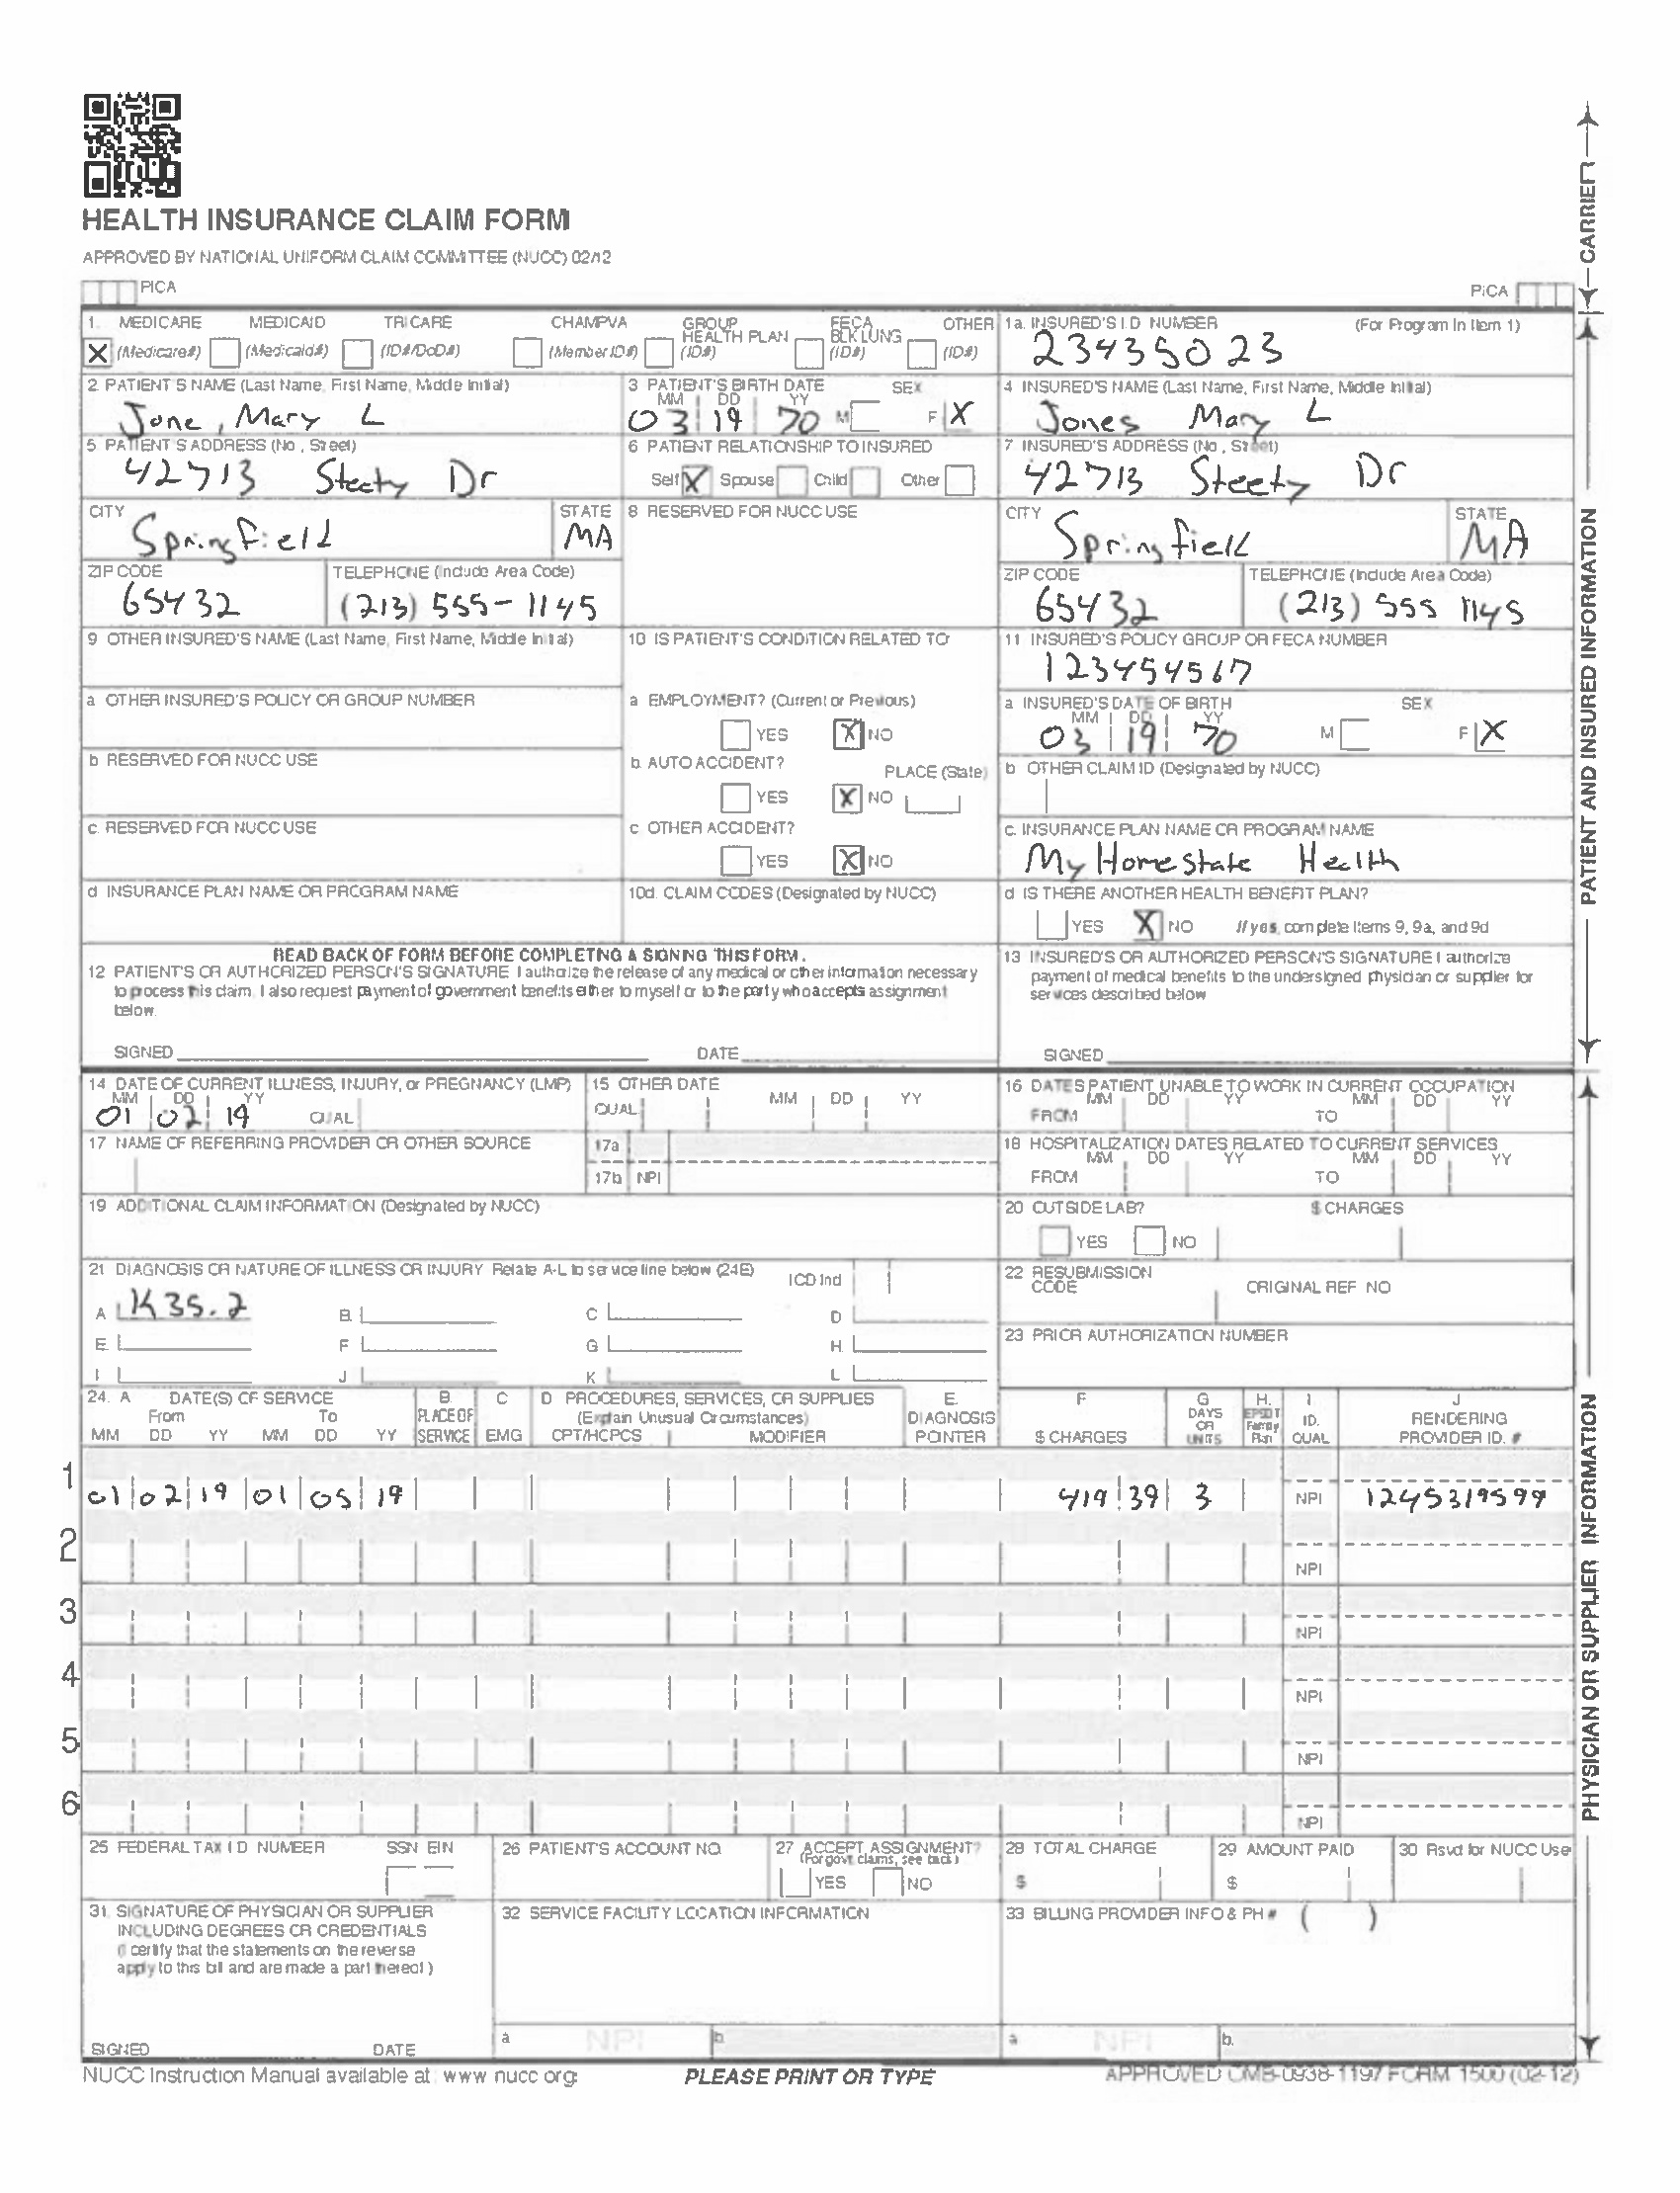 HEALTH INSURANCE CLAIM FORM
APPROVED BY NATIONAL UNIFORM CLAIM COMMITTEE (NUCC) 02/12
PICA PICA
CARRIER
1. MEDICARE MEDICAID TRICARE CHAMPVA GROUP HEALTH PLAN FECA BLK LUNG OTHER
X (Medicare#) (Medicaid#) (ID#/DoD#) (Member ID#) (ID#) (ID#) (ID#)
1a. INSURED'S I.D NUMBER (For Program In Item 1)
23435023
2 PATIENT'S NAME (Last Name, First Name, Middle Initial)
Jone, Mary L
3 PATIENT'S BIRTH DATE SEX
MM DD YY
03 19 70 M F X
4 INSURED'S NAME (Last Name, First Name, Middle Initial)
Jones Mary L
5 PATIENT'S ADDRESS (No, Street)
42713 Steety Dr
6 PATIENT RELATIONSHIP TO INSURED
Self X Spouse Child Other
7 INSURED'S ADDRESS (No, Street)
42713 Steety Dr
CITY STATE
Springfield MA
8 RESERVED FOR NUCC USE
CITY STATE
Springfield MA
ZIP CODE TELEPHONE (Include Area Code)
65432 (213) 555-1145
ZIP CODE TELEPHONE (Include Area Code)
65432 (213) 555 1145
9 OTHER INSURED'S NAME (Last Name, First Name, Middle Initial)
10 IS PATIENT'S CONDITION RELATED TO
11 INSURED'S POLICY GROUP OR FECA NUMBER
123454567
a OTHER INSURED'S POLICY OR GROUP NUMBER
a EMPLOYMENT? (Current or Previous)
YES X NO
a INSURED'S DATE OF BIRTH SEX
MM DD YY
03 19 70 M F X
b RESERVED FOR NUCC USE
b. AUTO ACCIDENT? PLACE (State)
YES X NO
b OTHER CLAIM ID (Designated by NUCC)
c. RESERVED FOR NUCC USE
c OTHER ACCIDENT?
YES X NO
c. INSURANCE PLAN NAME OR PROGRAM NAME
My Home State Health
d INSURANCE PLAN NAME OR PROGRAM NAME
10d. CLAIM CODES (Designated by NUCC)
d IS THERE ANOTHER HEALTH BENEFIT PLAN?
YES X NO If yes, complete items 9, 9a, and 9d
READ BACK OF FORM BEFORE COMPLETING & SIGNING THIS FORM.
12 PATIENT'S OR AUTHORIZED PERSON'S SIGNATURE I authorize the release of any medical or other information necessary
to process this claim. I also request payment of government benefits either to myself or to the party who accepts assignment
below.
SIGNED DATE
13 INSURED'S OR AUTHORIZED PERSON'S SIGNATURE I authorize
payment of medical benefits to the undersigned physician or supplier for
services described below
SIGNED
PATIENT AND INSURED INFORMATION
14 DATE OF CURRENT ILLNESS, INJURY, or PREGNANCY (LMP)
MM DD YY
01 02 19 QUAL
15 OTHER DATE
QUAL MM DD YY
16 DATES PATIENT UNABLE TO WORK IN CURRENT OCCUPATION
MM DD YY MM DD YY
FROM TO
17 NAME OF REFERRING PROVIDER OR OTHER SOURCE
17a
17b NPI
18 HOSPITALIZATION DATES RELATED TO CURRENT SERVICES
MM DD YY MM DD YY
FROM TO
19 ADDITIONAL CLAIM INFORMATION (Designated by NUCC)
20 OUTSIDE LAB? $ CHARGES
YES NO
21 DIAGNOSIS OR NATURE OF ILLNESS OR INJURY Relate A-L to service line below (24E) ICD Ind
A K35.2 B. C D
E. F G H.
I J K L
22 RESUBMISSION CODE ORIGINAL REF NO
23 PRIOR AUTHORIZATION NUMBER
24. A DATE(S) OF SERVICE B C D PROCEDURES, SERVICES, OR SUPPLIES E. F G H. I J
From To PLACE OF (Explain Unusual Circumstances) DIAGNOSIS DAYS OR EPSDT Family ID. RENDERING
MM DD YY MM DD YY SERVICE EMG CPT/HCPCS MODIFIER POINTER $ CHARGES UNITS Plan QUAL PROVIDER ID. #
1 01 02 19 01 05 19 419 39 3 NPI 1245319599
2 NPI
3 NPI
4 NPI
5 NPI
6 NPI
PHYSICIAN OR SUPPLIER INFORMATION
25 FEDERAL TAX I D NUMBER SSN EIN
26 PATIENT'S ACCOUNT NO.
27 ACCEPT ASSIGNMENT?
(For govt. claims, see back)
YES NO
28 TOTAL CHARGE
$
29 AMOUNT PAID
$
30 Rsvd for NUCC Use
31. SIGNATURE OF PHYSICIAN OR SUPPLIER
INCLUDING DEGREES OR CREDENTIALS
(I certify that the statements on the reverse
apply to this bill and are made a part thereof)
SIGNED DATE
32 SERVICE FACILITY LOCATION INFORMATION
a NPI b.
33 BILLING PROVIDER INFO & PH # ( )
a NPI b.
NUCC Instruction Manual available at www nucc org
PLEASE PRINT OR TYPE
APPROVED OMB-0938-1197 FORM 1500 (02-12)